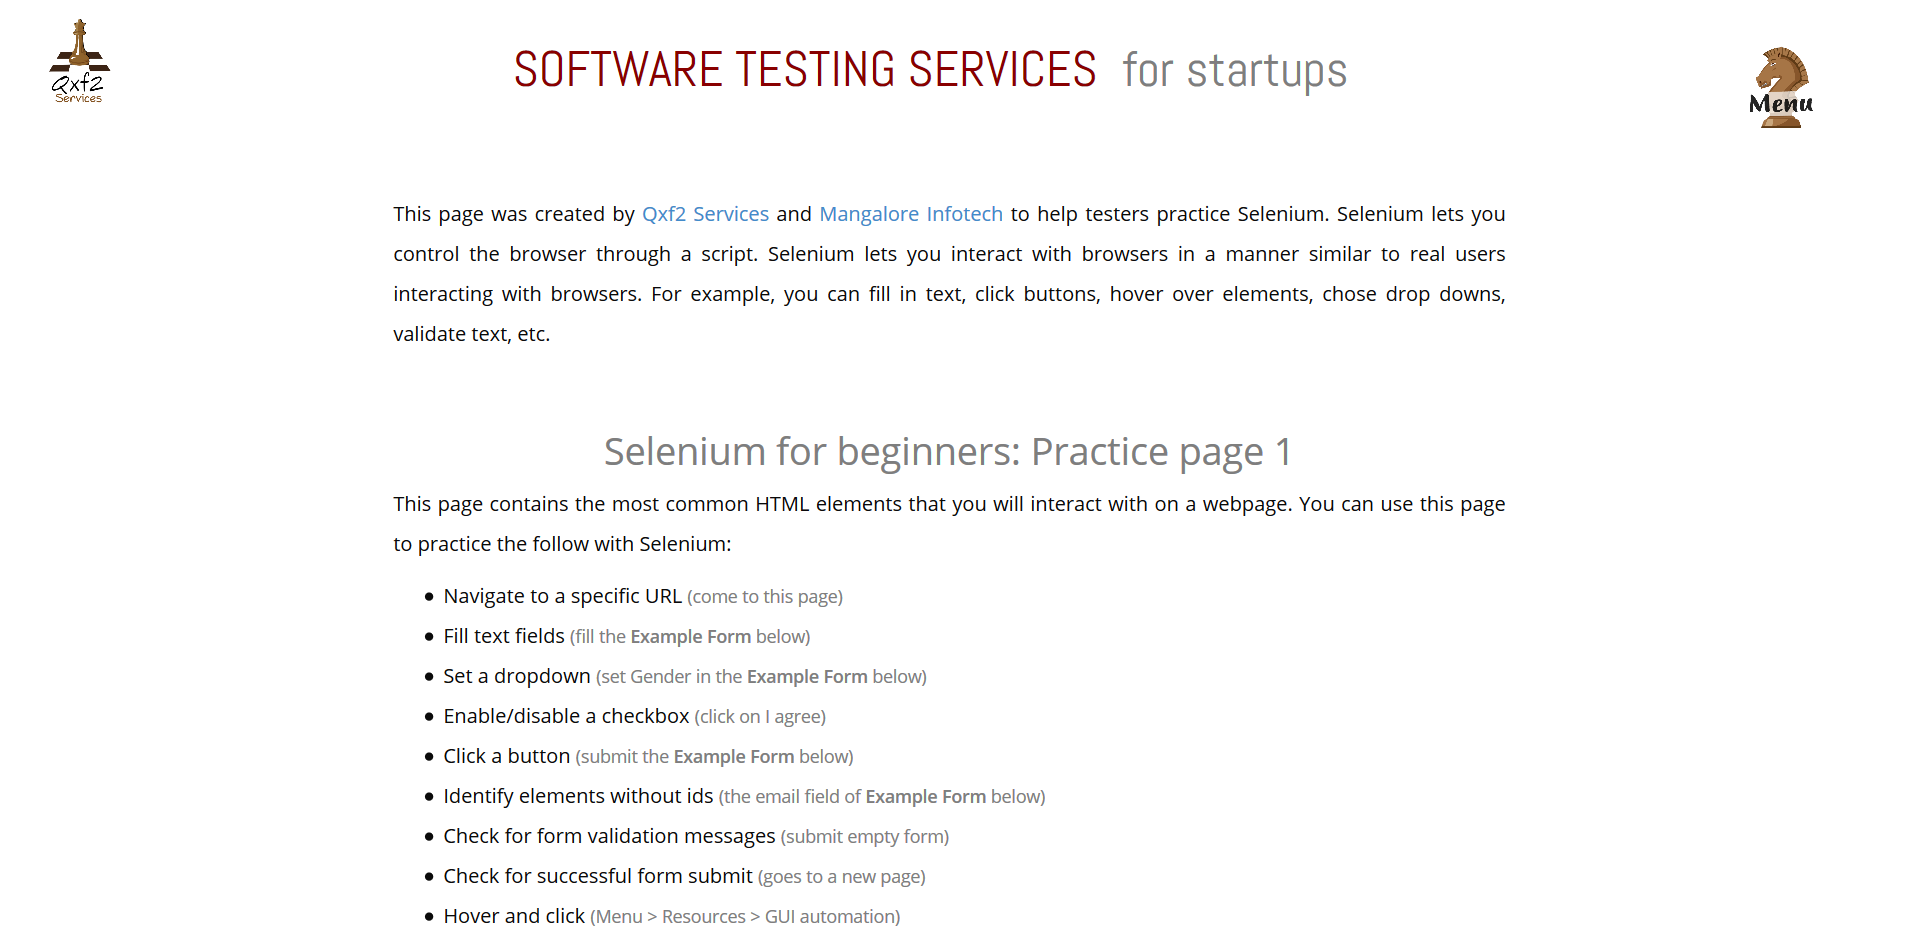 Qxf2
Services
SOFTWARE TESTING SERVICES for startups
Menu
This page was created by Qxf2 Services and Mangalore Infotech to help testers practice Selenium. Selenium lets you
control the browser through a script. Selenium lets you interact with browsers in a manner similar to real users
interacting with browsers. For example, you can fill in text, click buttons, hover over elements, chose drop downs,
validate text, etc.
Selenium for beginners: Practice page 1
This page contains the most common HTML elements that you will interact with on a webpage. You can use this page
to practice the follow with Selenium:
• Navigate to a specific URL (come to this page)
• Fill text fields (fill the Example Form below)
• Set a dropdown (set Gender in the Example Form below)
• Enable/disable a checkbox (click on I agree)
• Click a button (submit the Example Form below)
• Identify elements without ids (the email field of Example Form below)
• Check for form validation messages (submit empty form)
• Check for successful form submit (goes to a new page)
• Hover and click (Menu > Resources > GUI automation)